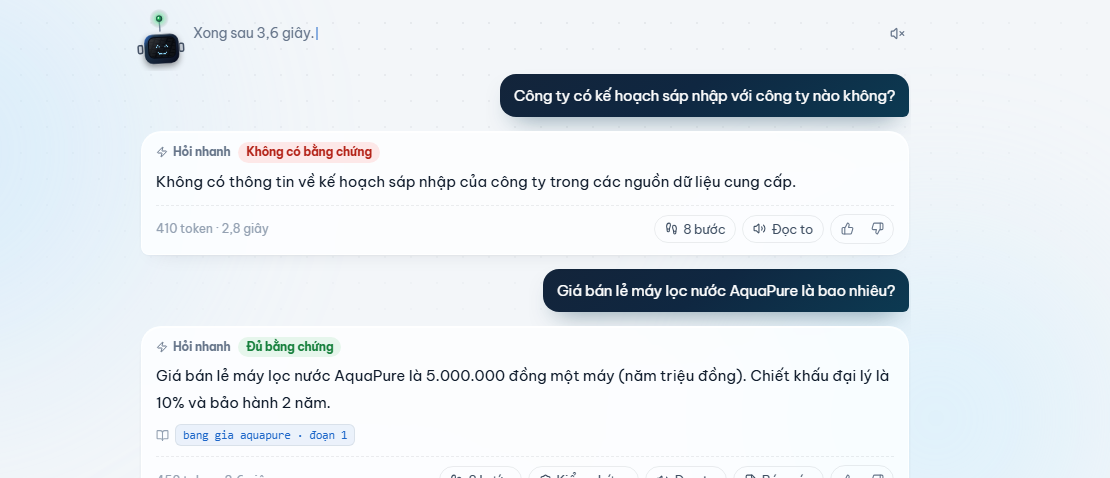 Xong sau 3,6 giây.
Công ty có kế hoạch sáp nhập với công ty nào không?
Hỏi nhanh Không có bằng chứng
Không có thông tin về kế hoạch sáp nhập của công ty trong các nguồn dữ liệu cung cấp.
410 token · 2,8 giây 8 bước Đọc to
Giá bán lẻ máy lọc nước AquaPure là bao nhiêu?
Hỏi nhanh Đủ bằng chứng
Giá bán lẻ máy lọc nước AquaPure là 5.000.000 đồng một máy (năm triệu đồng). Chiết khấu đại lý là
10% và bảo hành 2 năm.
bang gia aquapure · đoạn 1